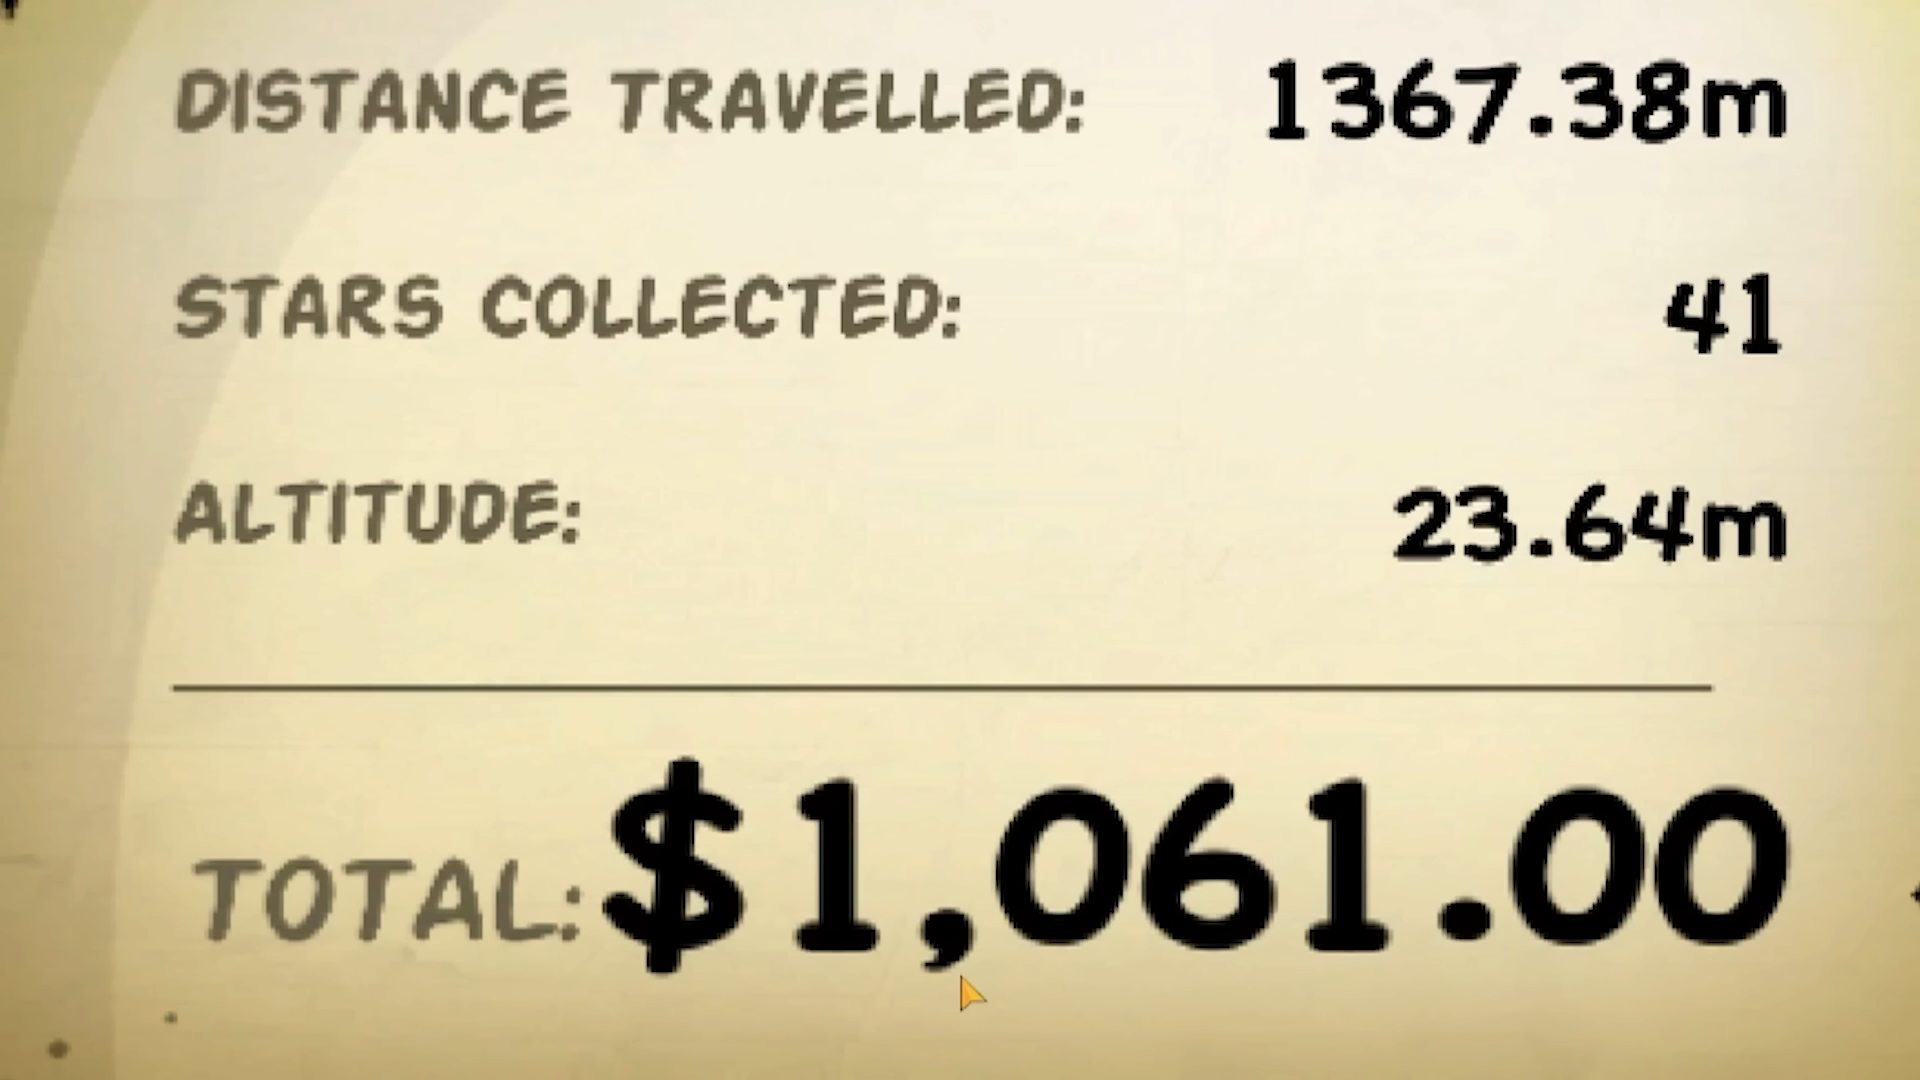 DISTANCE TRAVELLED: 1367.38m
STARS COLLECTED: 41
ALTITUDE: 23.64m
TOTAL: $1,061.00